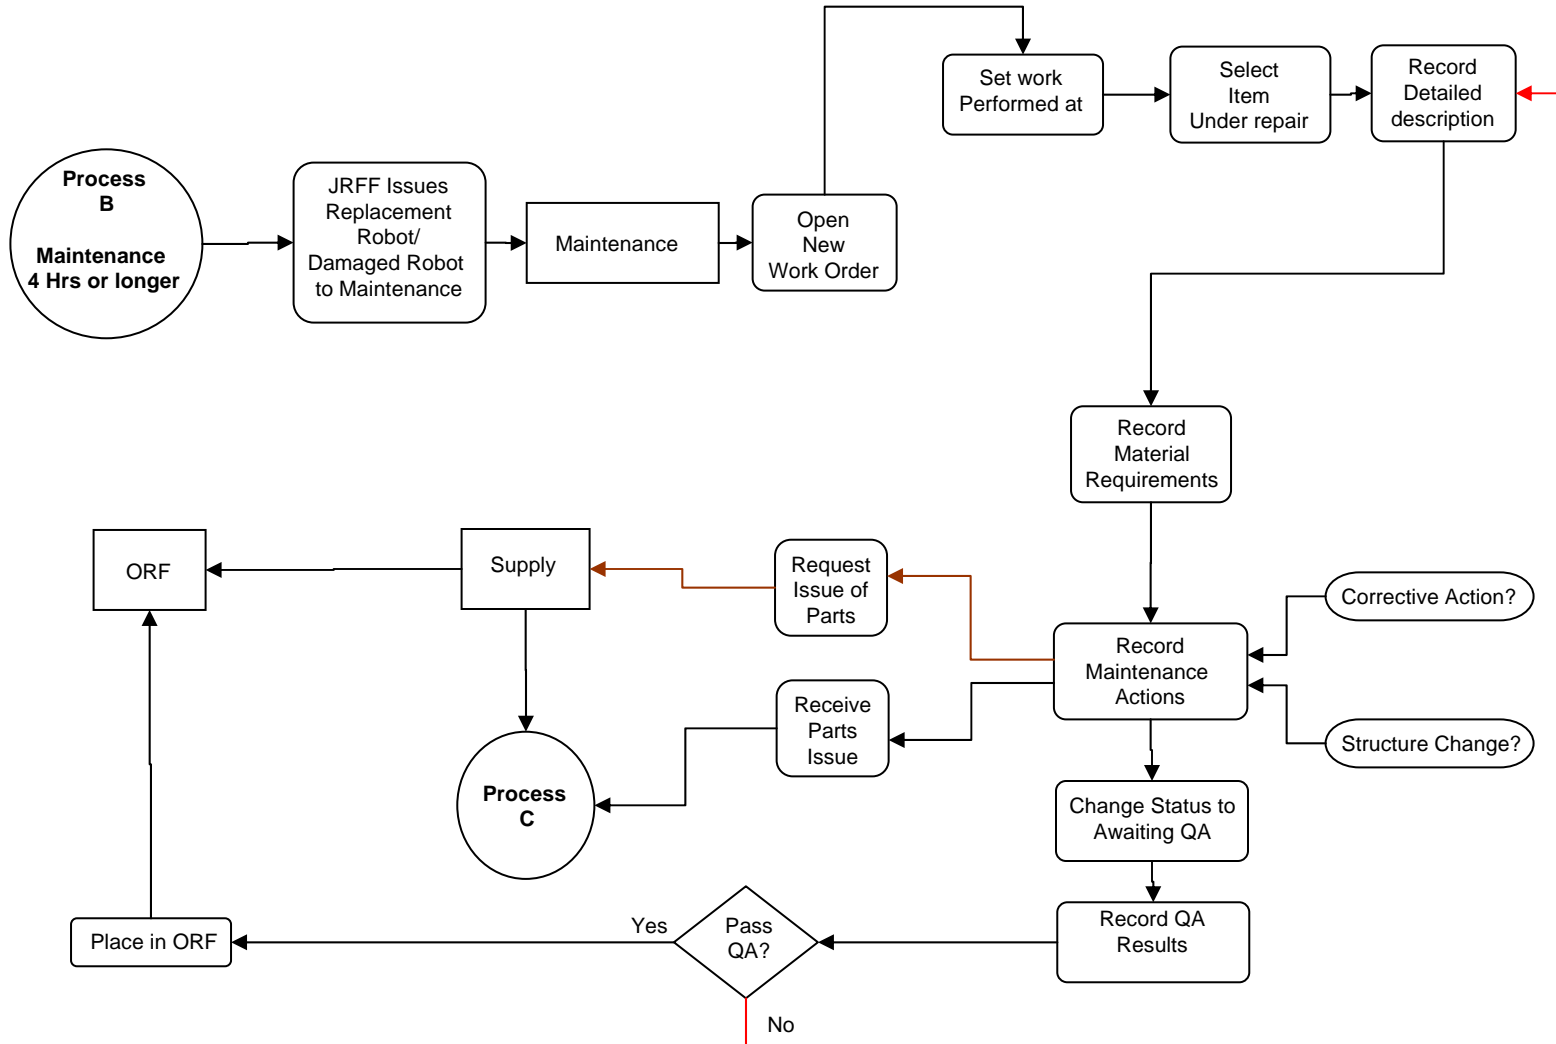 Process
B
Maintenance
4 Hrs or longer
JRFF Issues
Replacement
Robot/
Damaged Robot
to Maintenance
Maintenance
Open
New
Work Order
Set work
Performed at
Select
Item
Under repair
Record
Detailed
description
Record
Material
Requirements
ORF
Supply
Request
Issue of
Parts
Corrective Action?
Record
Maintenance
Actions
Receive
Parts
Issue
Structure Change?
Process
C
Change Status to
Awaiting QA
Place in ORF
Yes
Pass
QA?
Record QA
Results
No